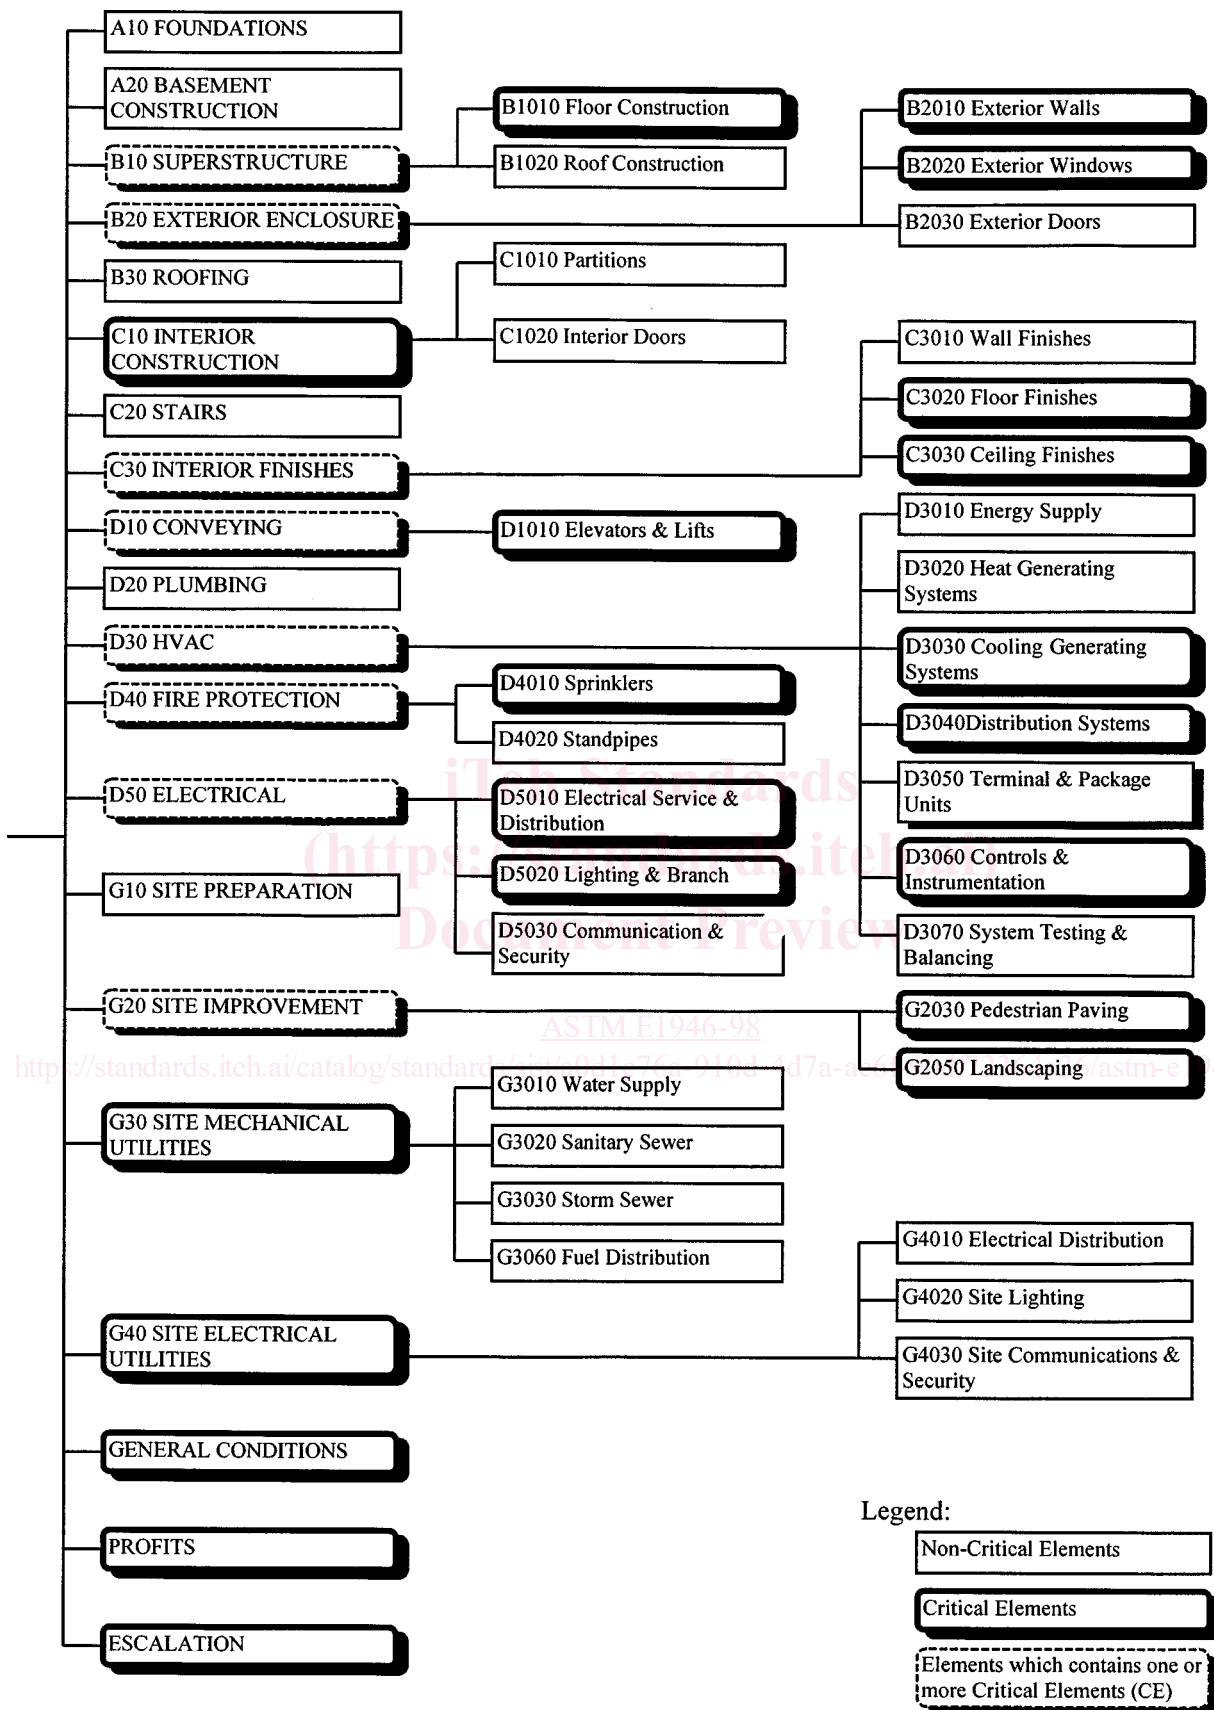 A10 FOUNDATIONS
A20 BASEMENT
CONSTRUCTION
B10 SUPERSTRUCTURE
B20 EXTERIOR ENCLOSURE
B30 ROOFING
C10 INTERIOR
CONSTRUCTION
C20 STAIRS
C30 INTERIOR FINISHES
D10 CONVEYING
D20 PLUMBING
D30 HVAC
D40 FIRE PROTECTION
D50 ELECTRICAL
G10 SITE PREPARATION
G20 SITE IMPROVEMENT
G30 SITE MECHANICAL
UTILITIES
G40 SITE ELECTRICAL
UTILITIES
GENERAL CONDITIONS
PROFITS
ESCALATION
B1010 Floor Construction
B1020 Roof Construction
C1010 Partitions
C1020 Interior Doors
D1010 Elevators & Lifts
D4010 Sprinklers
D4020 Standpipes
D5010 Electrical Service &
Distribution
D5020 Lighting & Branch
D5030 Communication &
Security
G3010 Water Supply
G3020 Sanitary Sewer
G3030 Storm Sewer
G3060 Fuel Distribution
B2010 Exterior Walls
B2020 Exterior Windows
B2030 Exterior Doors
C3010 Wall Finishes
C3020 Floor Finishes
C3030 Ceiling Finishes
D3010 Energy Supply
D3020 Heat Generating
Systems
D3030 Cooling Generating
Systems
D3040Distribution Systems
D3050 Terminal & Package
Units
D3060 Controls &
Instrumentation
D3070 System Testing &
Balancing
G2030 Pedestrian Paving
G2050 Landscaping
G4010 Electrical Distribution
G4020 Site Lighting
G4030 Site Communications &
Security
Legend:
Non-Critical Elements
Critical Elements
Elements which contains one or
more Critical Elements (CE)
iTeh Standards
(https://standards.iteh.ai)
Document Preview
ASTM E1946-98